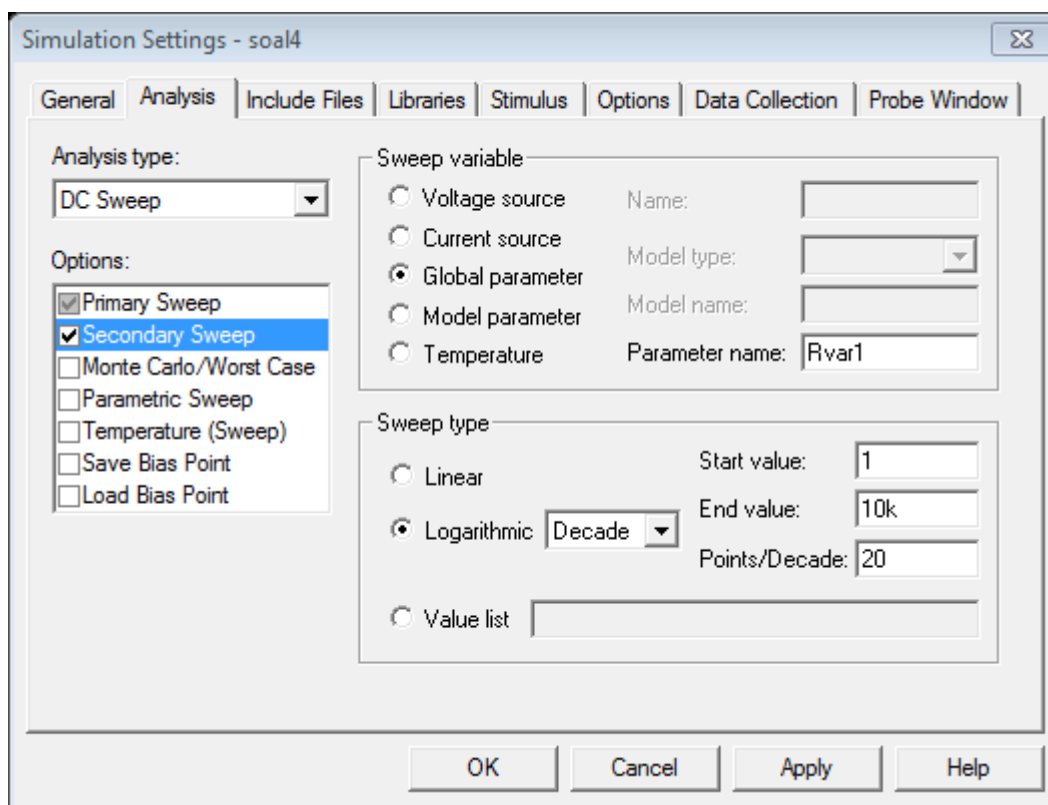 Simulation Settings - soal4
General Analysis Include Files Libraries Stimulus Options Data Collection Probe Window
Analysis type:
DC Sweep
Options:
Primary Sweep
Secondary Sweep
Monte Carlo/Worst Case
Parametric Sweep
Temperature (Sweep)
Save Bias Point
Load Bias Point
Sweep variable
Voltage source
Current source
Global parameter
Model parameter
Temperature
Name:
Model type:
Model name:
Parameter name: Rvar1
Sweep type
Linear
Logarithmic Decade
Start value: 1
End value: 10k
Points/Decade: 20
Value list
OK Cancel Apply Help